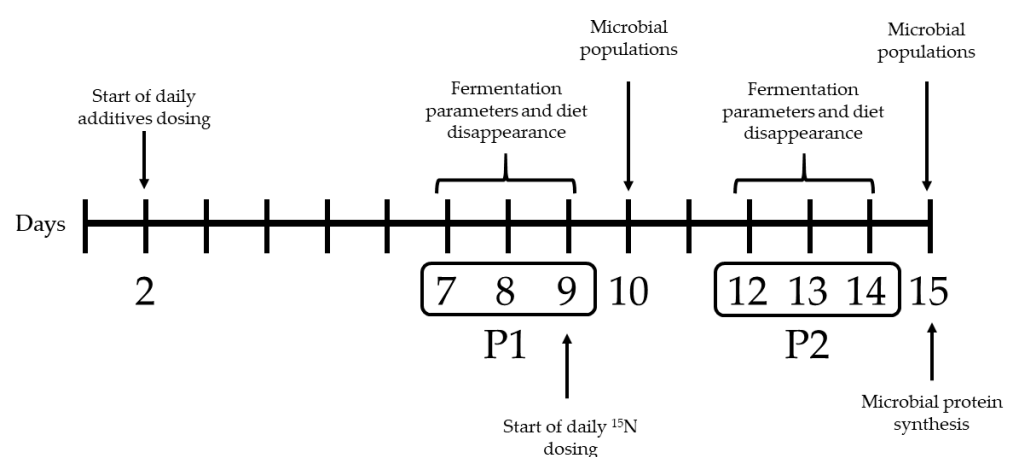 Microbial
populations
Microbial
populations
Start of daily
additives dosing
Fermentation
parameters and diet
disappearance
Fermentation
parameters and diet
disappearance
Days
2 7 8 9 10 12 13 14 15
P1 P2
Start of daily ¹⁵N
dosing
Microbial protein
synthesis